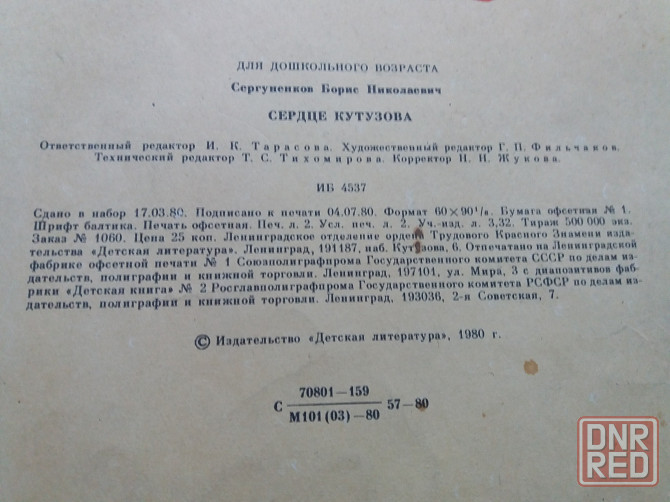 ДЛЯ ДОШКОЛЬНОГО ВОЗРАСТА
Сергуненков Борис Николаевич
СЕРДЦЕ КУТУЗОВА
Ответственный редактор И. К. Тарасова. Художественный редактор Г. П. Фильчаков.
Технический редактор Т. С. Тихомирова. Корректор Н. Н. Жукова.
ИБ 4537
Сдано в набор 17.03.80. Подписано к печати 04.07.80. Формат 60×90¹/₈. Бумага офсетная № 1.
Шрифт балтика. Печать офсетная. Печ. л. 2. Усл. печ. л. 2. Уч.-изд. л. 3,32. Тираж 500 000 экз.
Заказ № 1060. Цена 25 коп. Ленинградское отделение ордена Трудового Красного Знамени изда-
тельства «Детская литература». Ленинград, 191187, наб. Кутузова, 6. Отпечатано на Ленинградской
фабрике офсетной печати № 1 Союзполиграфпрома Государственного комитета СССР по делам из-
дательств, полиграфии и книжной торговли. Ленинград, 197101, ул. Мира, 3 с диапозитивов фаб-
рики «Детская книга» № 2 Росглавполиграфпрома Государственного комитета РСФСР по делам из-
дательств, полиграфии и книжной торговли. Ленинград, 193036, 2-я Советская, 7.
© Издательство «Детская литература», 1980 г.
70801—159
С 57—80
М101(03)—80
DNR
RED